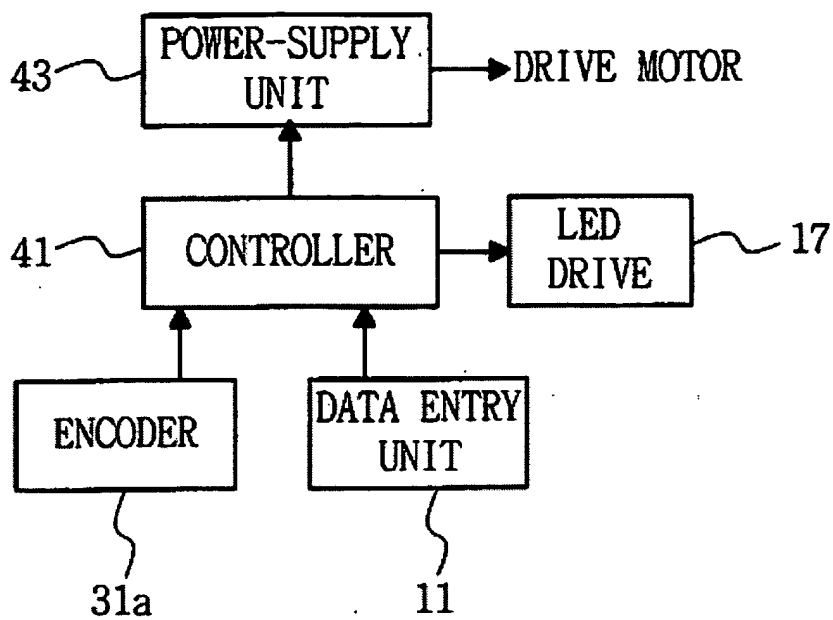 POWER-SUPPLY
UNIT
43
DRIVE MOTOR
41
CONTROLLER
LED
DRIVE
17
ENCODER
DATA ENTRY
UNIT
31a
11